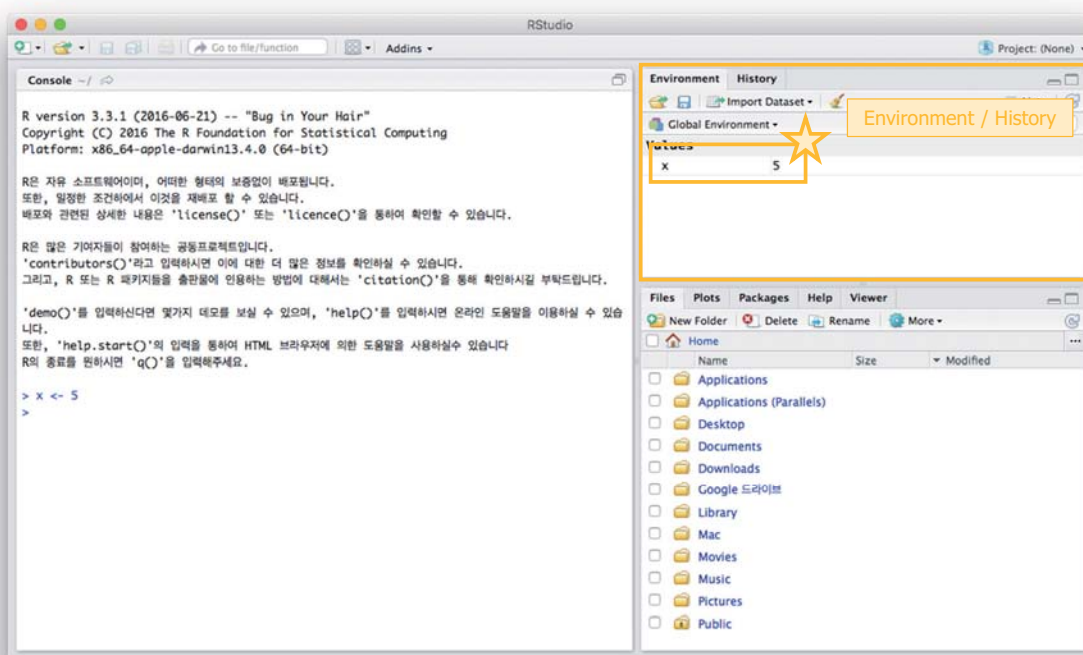 RStudio
Go to file/function
Addins
Project: (None)
Console ~/
R version 3.3.1 (2016-06-21) -- "Bug in Your Hair"
Copyright (C) 2016 The R Foundation for Statistical Computing
Platform: x86_64-apple-darwin13.4.0 (64-bit)
R은 자유 소프트웨어이며, 어떠한 형태의 보증없이 배포됩니다.
또한, 일정한 조건하에서 이것을 재배포 할 수 있습니다.
배포와 관련된 상세한 내용은 'license()' 또는 'licence()'을 통하여 확인할 수 있습니다.
R은 많은 기여자들이 참여하는 공동프로젝트입니다.
'contributors()'라고 입력하시면 이에 대한 더 많은 정보를 확인하실 수 있습니다.
그리고, R 또는 R 패키지들을 출판물에 인용하는 방법에 대해서는 'citation()'을 통해 확인하시길 부탁드립니다.
'demo()'를 입력하신다면 몇가지 데모를 보실 수 있으며, 'help()'를 입력하시면 온라인 도움말을 이용하실 수 있습
니다.
또한, 'help.start()'의 입력을 통하여 HTML 브라우저에 의한 도움말을 사용하실수 있습니다
R의 종료를 원하시면 'q()'을 입력해주세요.
> x <- 5
>
Environment History
Import Dataset
Environment / History
Global Environment
Values
x 5
Files Plots Packages Help Viewer
New Folder Delete Rename More
Home
Name Size Modified
Applications
Applications (Parallels)
Desktop
Documents
Downloads
Google 드라이브
Library
Mac
Movies
Music
Pictures
Public